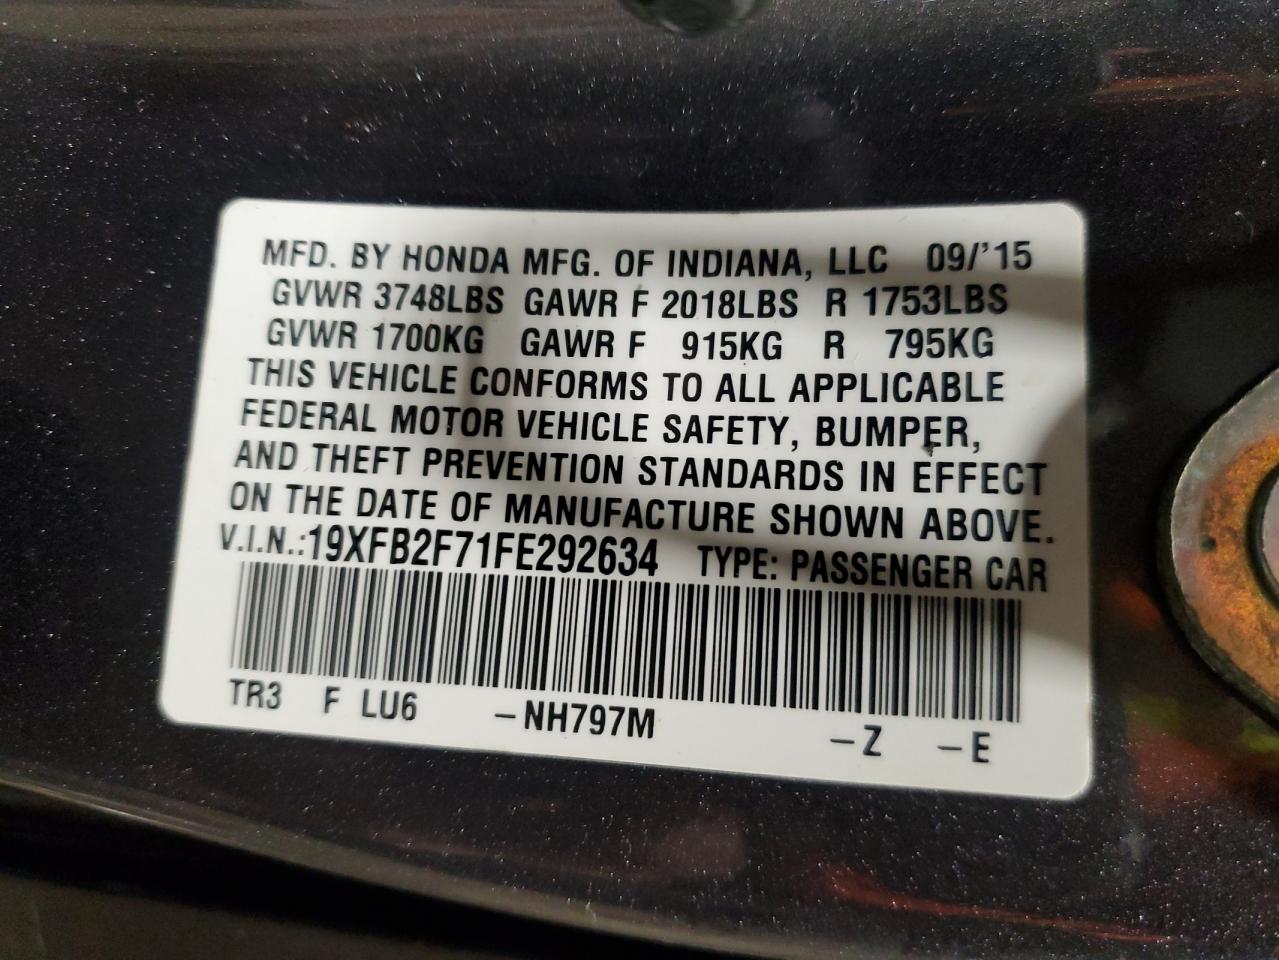 MFD. BY HONDA MFG. OF INDIANA, LLC 09/'15
GVWR 3748LBS GAWR F 2018LBS R 1753LBS
GVWR 1700KG GAWR F 915KG R 795KG
THIS VEHICLE CONFORMS TO ALL APPLICABLE
FEDERAL MOTOR VEHICLE SAFETY, BUMPER,
AND THEFT PREVENTION STANDARDS IN EFFECT
ON THE DATE OF MANUFACTURE SHOWN ABOVE.
V.I.N.:19XFB2F71FE292634 TYPE: PASSENGER CAR
TR3 F LU6 –NH797M –Z –E